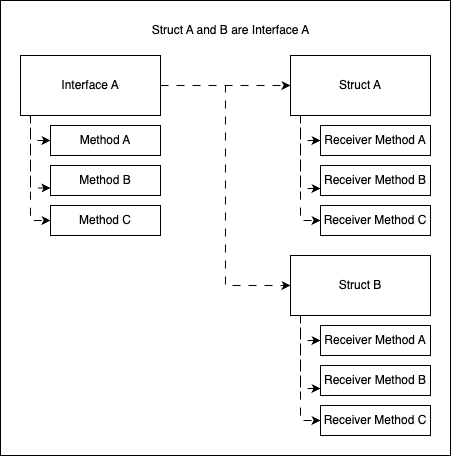 Struct A and B are Interface A
Interface A
Method A
Method B
Method C
Struct A
Receiver Method A
Receiver Method B
Receiver Method C
Struct B
Receiver Method A
Receiver Method B
Receiver Method C